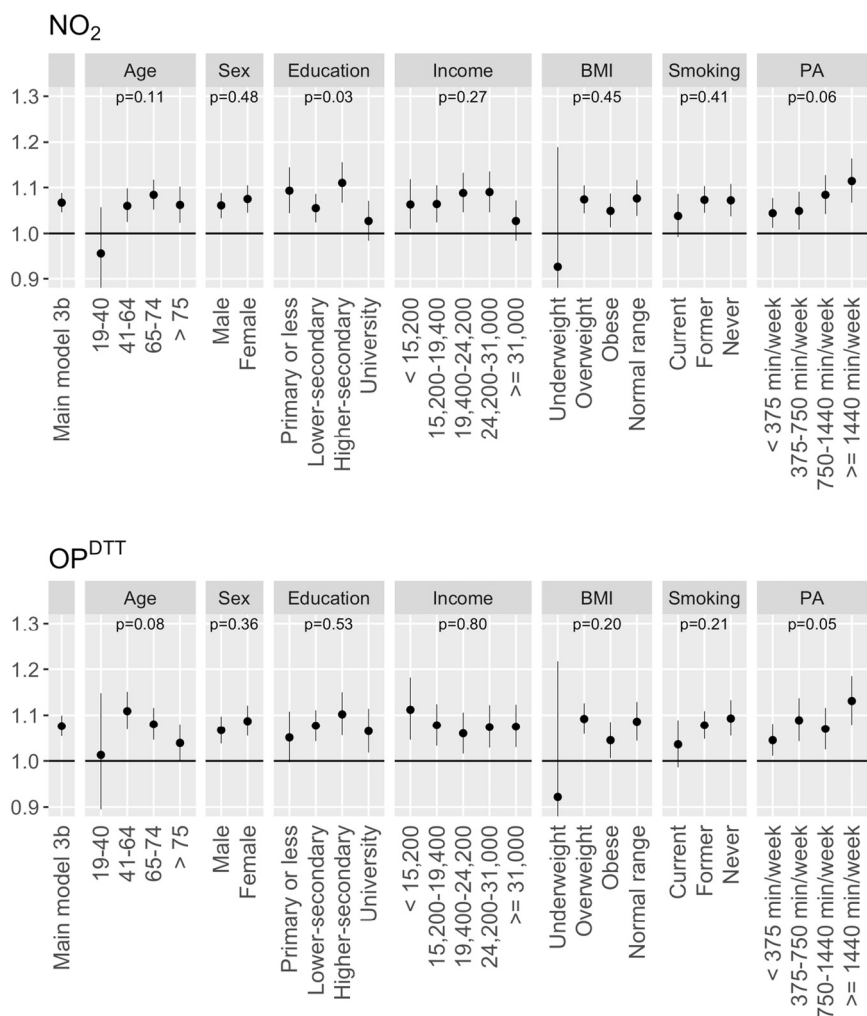 NO₂
Age Sex Education Income BMI Smoking PA
p=0.11 p=0.48 p=0.03 p=0.27 p=0.45 p=0.41 p=0.06
1.3
1.2
1.1
1.0
0.9
Main model 3b
19-40
41-64
65-74
> 75
Male
Female
Primary or less
Lower-secondary
Higher-secondary
University
< 15,200
15,200-19,400
19,400-24,200
24,200-31,000
>= 31,000
Underweight
Overweight
Obese
Normal range
Current
Former
Never
< 375 min/week
375-750 min/week
750-1440 min/week
>= 1440 min/week
OP^DTT
Age Sex Education Income BMI Smoking PA
p=0.08 p=0.36 p=0.53 p=0.80 p=0.20 p=0.21 p=0.05
1.3
1.2
1.1
1.0
0.9
Main model 3b
19-40
41-64
65-74
> 75
Male
Female
Primary or less
Lower-secondary
Higher-secondary
University
< 15,200
15,200-19,400
19,400-24,200
24,200-31,000
>= 31,000
Underweight
Overweight
Obese
Normal range
Current
Former
Never
< 375 min/week
375-750 min/week
750-1440 min/week
>= 1440 min/week